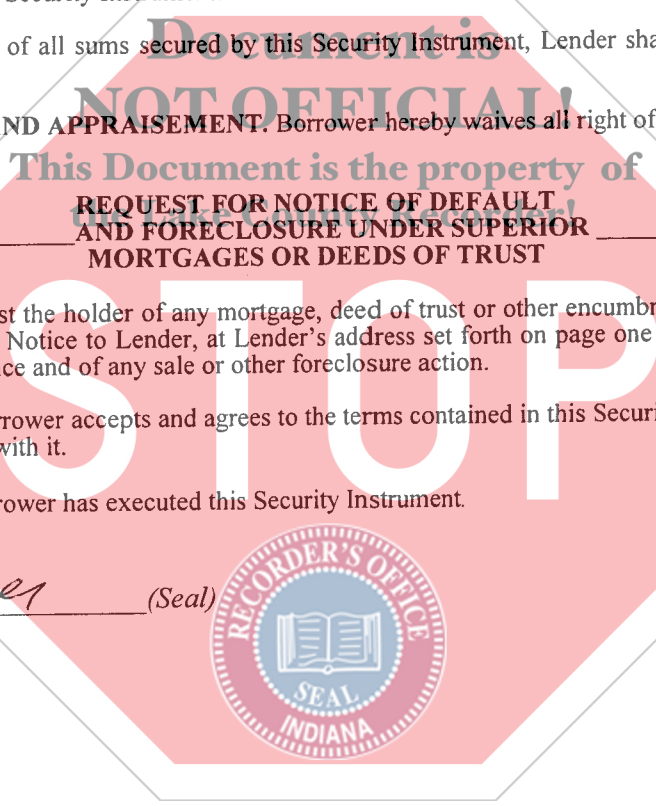 Document is
of all sums secured by this Security Instrument, Lender sha
NOT OFFICIAL!
ND APPRAISEMENT. Borrower hereby waives all right of
This Document is the property of
the Lake County Recorder!
REQUEST FOR NOTICE OF DEFAULT
AND FORECLOSURE UNDER SUPERIOR
MORTGAGES OR DEEDS OF TRUST
st the holder of any mortgage, deed of trust or other encumbr
Notice to Lender, at Lender's address set forth on page one
ce and of any sale or other foreclosure action.
STOP
rower accepts and agrees to the terms contained in this Securi
with it.
rower has executed this Security Instrument.
(Seal)
RECORDER'S OFFICE
SEAL
INDIANA